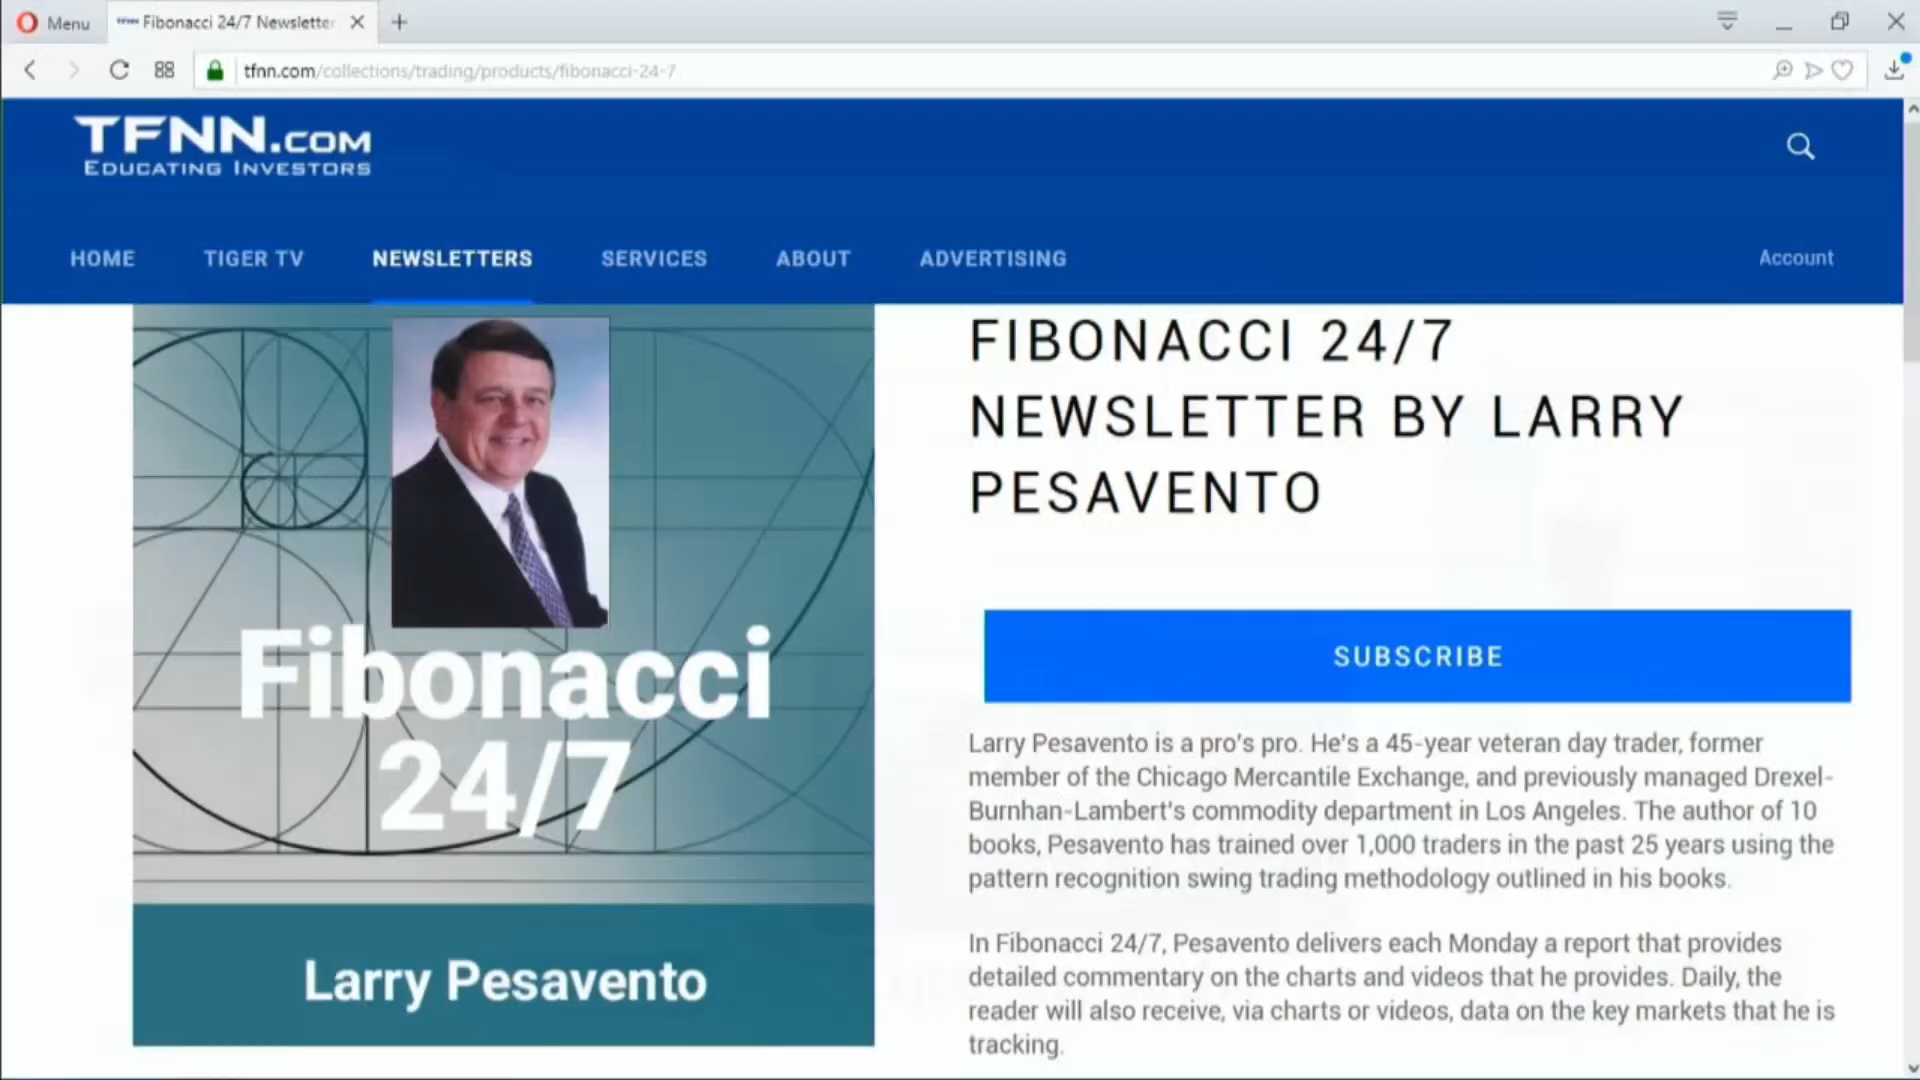 Menu
Fibonacci 24/7 Newsletter
tfnn.com/collections/trading/products/fibonacci-24-7
TFNN.COM
EDUCATING INVESTORS
HOME TIGER TV NEWSLETTERS SERVICES ABOUT ADVERTISING Account
Fibonacci
24/7
Larry Pesavento
FIBONACCI 24/7
NEWSLETTER BY LARRY
PESAVENTO
SUBSCRIBE
Larry Pesavento is a pro's pro. He's a 45-year veteran day trader, former
member of the Chicago Mercantile Exchange, and previously managed Drexel-
Burnhan-Lambert's commodity department in Los Angeles. The author of 10
books, Pesavento has trained over 1,000 traders in the past 25 years using the
pattern recognition swing trading methodology outlined in his books.
In Fibonacci 24/7, Pesavento delivers each Monday a report that provides
detailed commentary on the charts and videos that he provides. Daily, the
reader will also receive, via charts or videos, data on the key markets that he is
tracking.